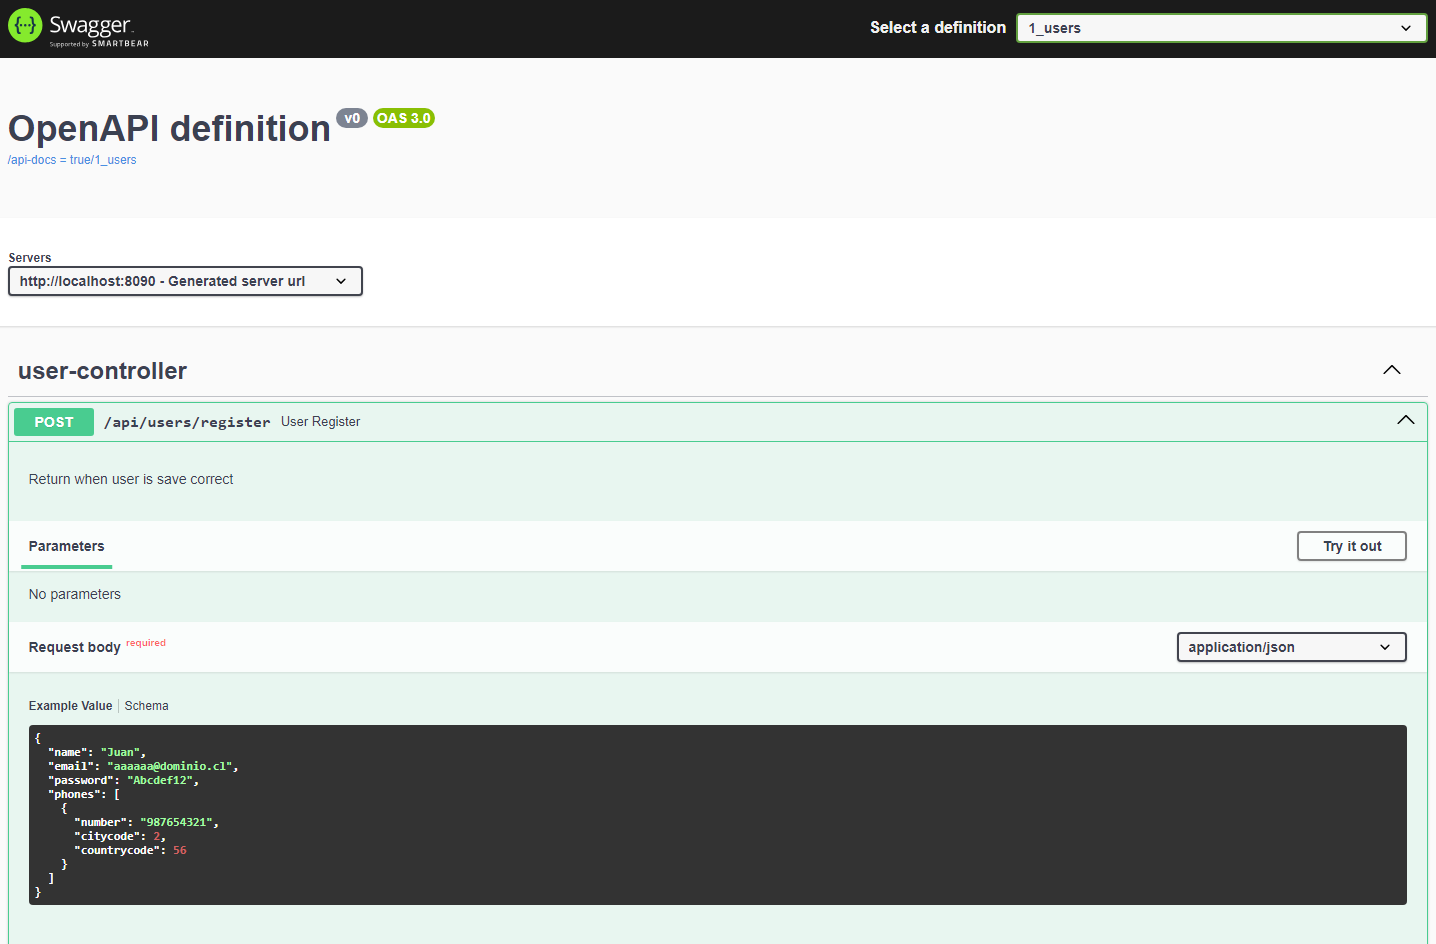 Swagger
Supported by SMARTBEAR
Select a definition
1_users
OpenAPI definition v0 OAS 3.0
/api-docs = true/1_users
Servers
http://localhost:8090 - Generated server url
user-controller
POST /api/users/register User Register
Return when user is save correct
Parameters
Try it out
No parameters
Request body required
application/json
Example Value Schema
{
  "name": "Juan",
  "email": "aaaaaa@dominio.cl",
  "password": "Abcdef12",
  "phones": [
    {
      "number": "987654321",
      "citycode": 2,
      "countrycode": 56
    }
  ]
}